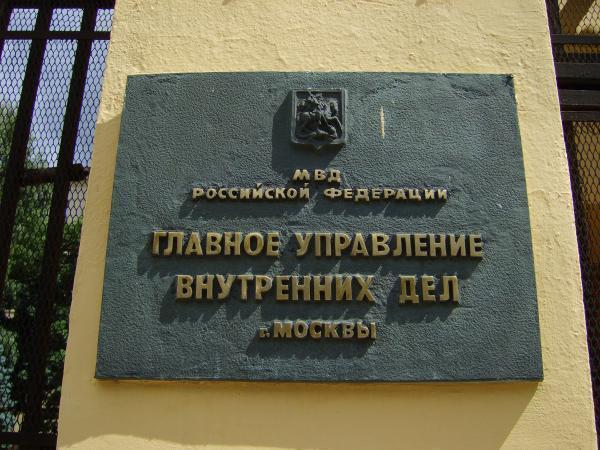 МВД
РОССИЙСКОЙ ФЕДЕРАЦИИ
ГЛАВНОЕ УПРАВЛЕНИЕ
ВНУТРЕННИХ ДЕЛ
г. МОСКВЫ